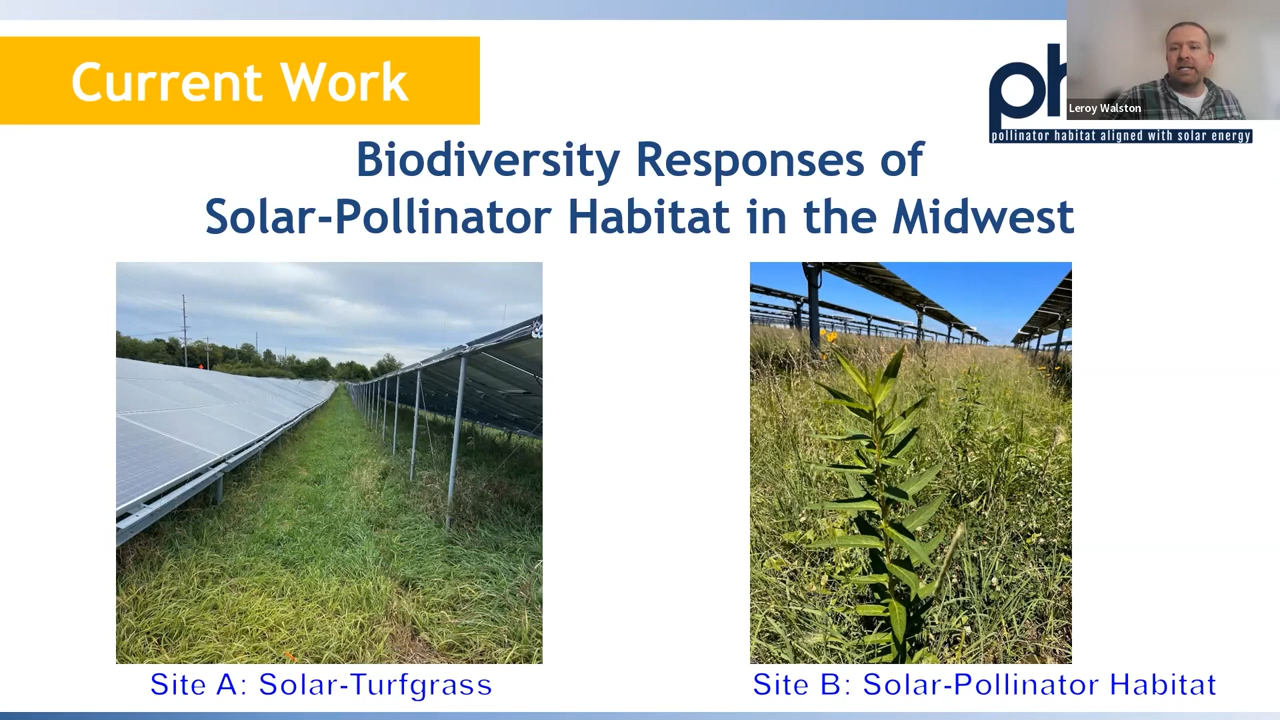 Current Work
ph
Leroy Walston
pollinator habitat aligned with solar energy
Biodiversity Responses of
Solar-Pollinator Habitat in the Midwest
Site A: Solar-Turfgrass
Site B: Solar-Pollinator Habitat